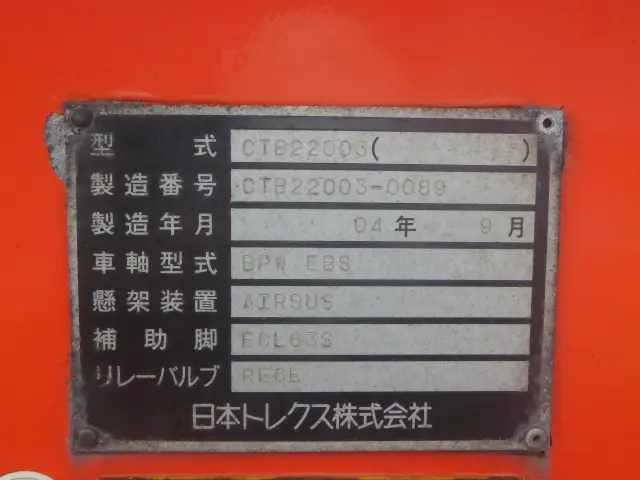 型式 CTB22003( )
製造番号 CTB22003-0089
製造年月 04年 9月
車軸型式 BPW EBS
懸架装置 AIRSUS
補助脚 ECL63S
リレーバルブ RE6E
日本トレクス株式会社